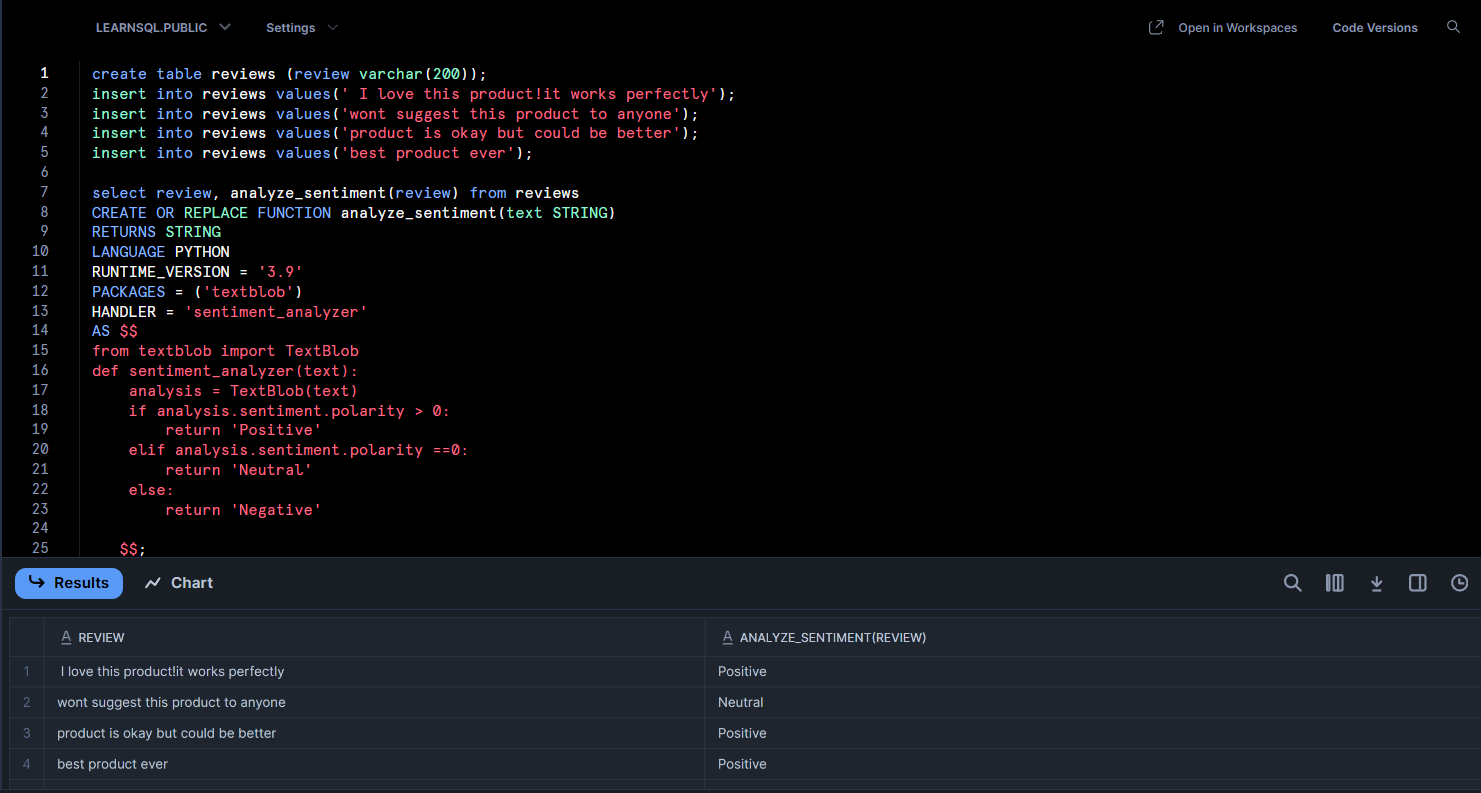 LEARNSQL.PUBLIC Settings Open in Workspaces Code Versions
1 create table reviews (review varchar(200));
2 insert into reviews values(' I love this product!it works perfectly');
3 insert into reviews values('wont suggest this product to anyone');
4 insert into reviews values('product is okay but could be better');
5 insert into reviews values('best product ever');
6
7 select review, analyze_sentiment(review) from reviews
8 CREATE OR REPLACE FUNCTION analyze_sentiment(text STRING)
9 RETURNS STRING
10 LANGUAGE PYTHON
11 RUNTIME_VERSION = '3.9'
12 PACKAGES = ('textblob')
13 HANDLER = 'sentiment_analyzer'
14 AS $$
15 from textblob import TextBlob
16 def sentiment_analyzer(text):
17     analysis = TextBlob(text)
18     if analysis.sentiment.polarity > 0:
19         return 'Positive'
20     elif analysis.sentiment.polarity ==0:
21         return 'Neutral'
22     else:
23         return 'Negative'
24
25    $$;
Results Chart
A REVIEW A ANALYZE_SENTIMENT(REVIEW)
1 I love this product!it works perfectly Positive
2 wont suggest this product to anyone Neutral
3 product is okay but could be better Positive
4 best product ever Positive